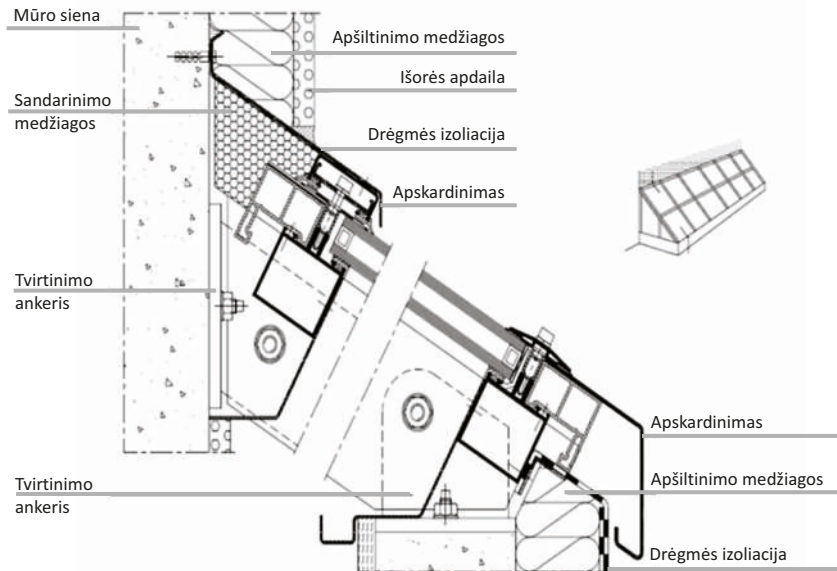 Mūro siena
Apšiltinimo medžiagos
Išorės apdaila
Sandarinimo
medžiagos
Drėgmės izoliacija
Apskardinimas
Tvirtinimo
ankeris
Apskardinimas
Apšiltinimo medžiagos
Tvirtinimo
ankeris
Drėgmės izoliacija